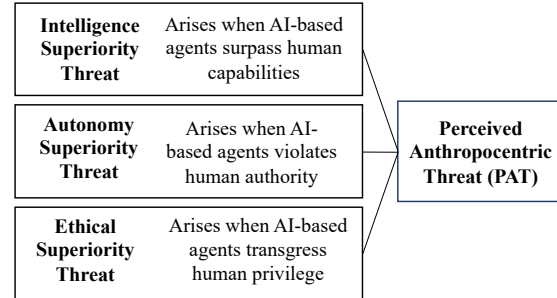 Intelligence
Superiority
Threat
Arises when AI-based
agents surpass human
capabilities
Autonomy
Superiority
Threat
Arises when AI-
based agents violates
human authority
Ethical
Superiority
Threat
Arises when AI-based
agents transgress
human privilege
Perceived
Anthropocentric
Threat (PAT)